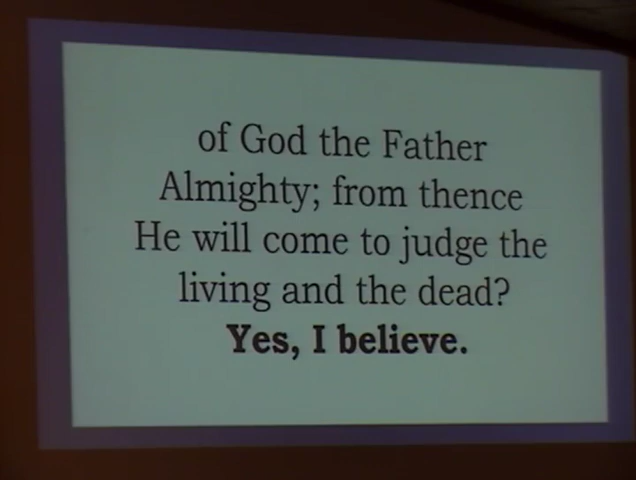 of God the Father
Almighty; from thence
He will come to judge the
living and the dead?
Yes, I believe.